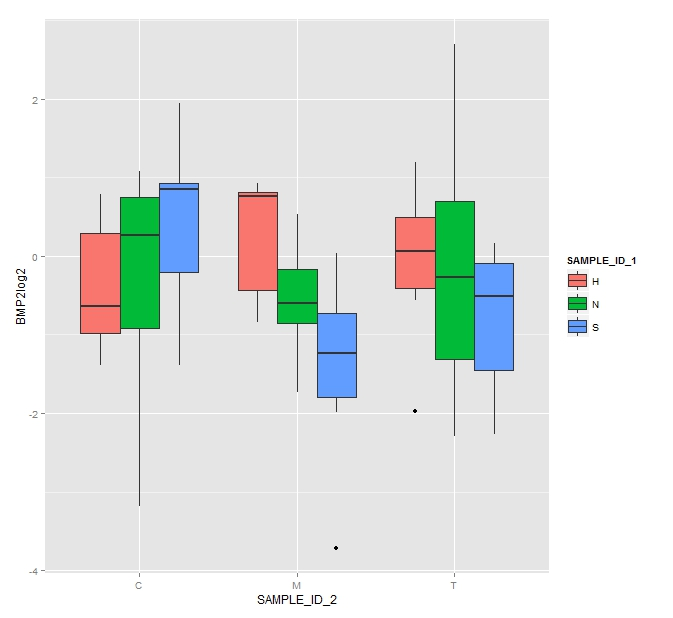 BMP2log2
2
0
-2
-4
C M T
SAMPLE_ID_2
SAMPLE_ID_1
H
N
S